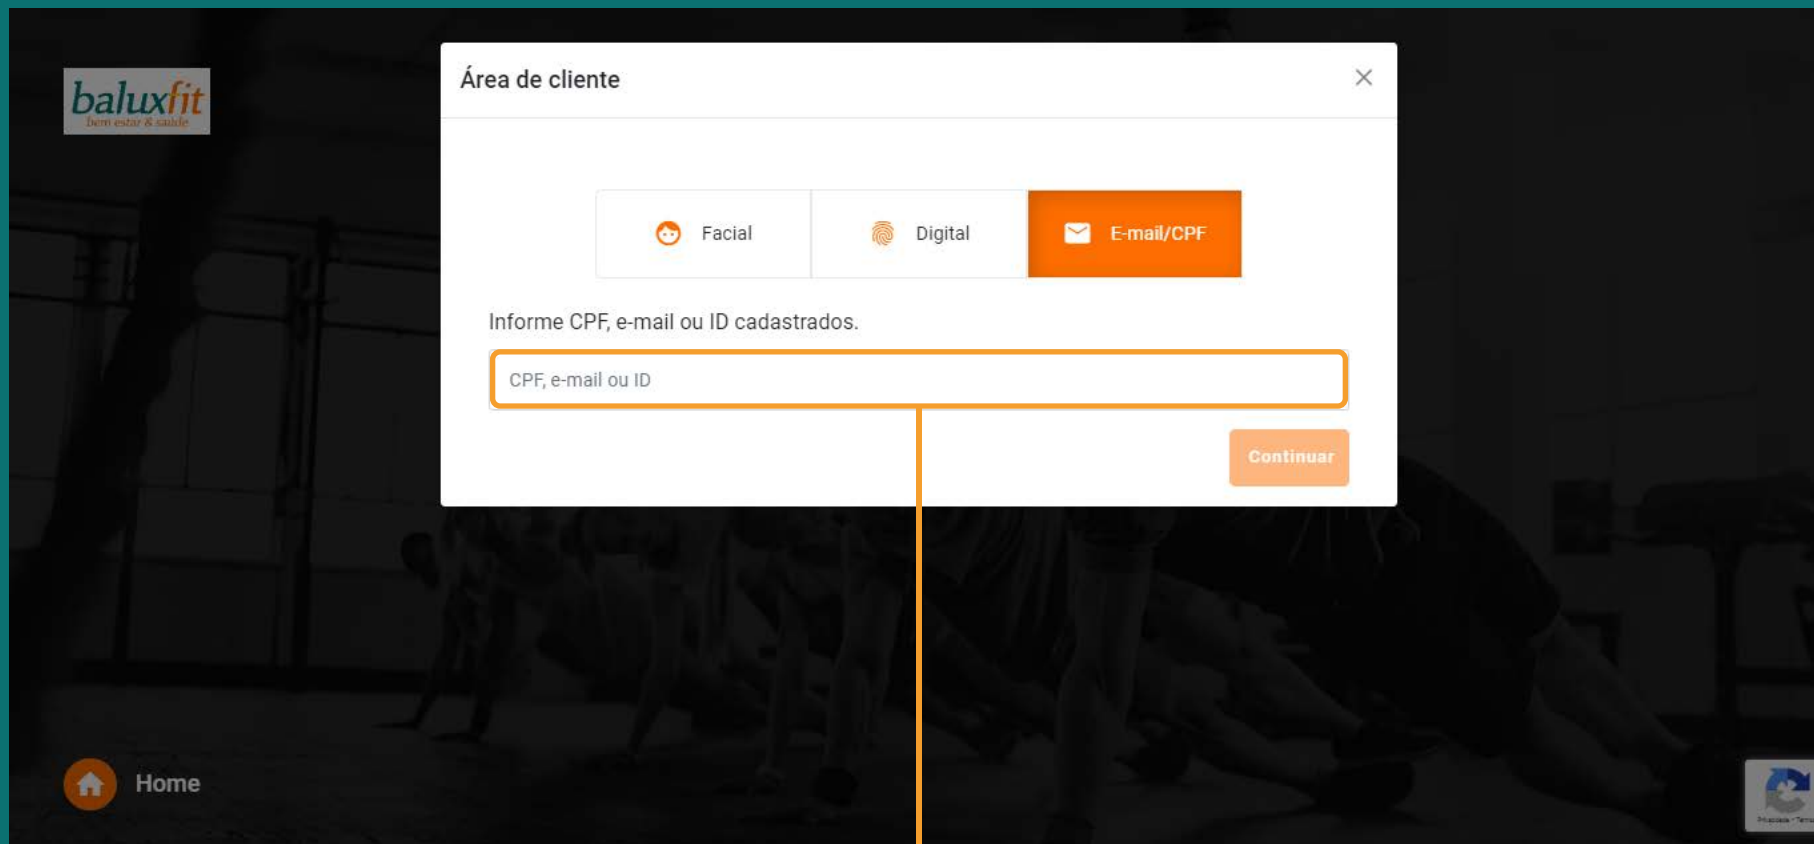 baluxfit
bem estar & saúde
Área de cliente
Facial
Digital
E-mail/CPF
Informe CPF, e-mail ou ID cadastrados.
CPF, e-mail ou ID
Continuar
Home